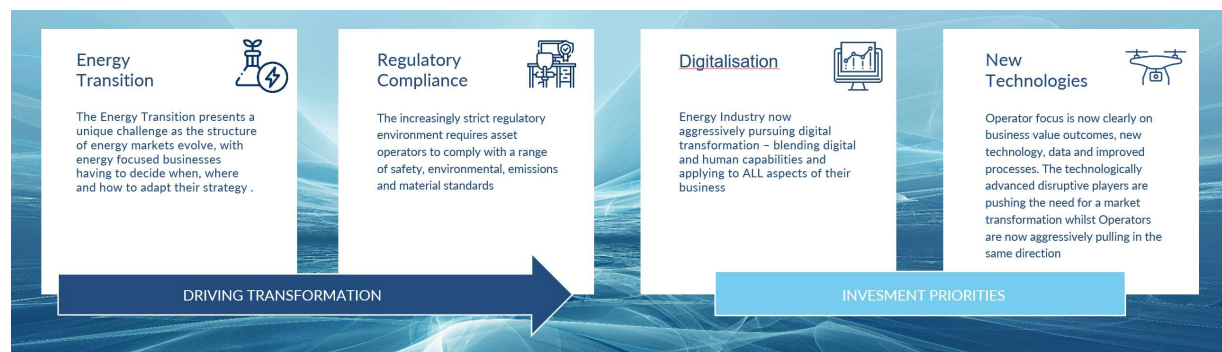 Energy
Transition
The Energy Transition presents a
unique challenge as the structure
of energy markets evolve, with
energy focused businesses
having to decide when, where
and how to adapt their strategy .
Regulatory
Compliance
The increasingly strict regulatory
environment requires asset
operators to comply with a range
of safety, environmental, emissions
and material standards
Digitalisation
Energy Industry now
aggressively pursuing digital
transformation – blending digital
and human capabilities and
applying to ALL aspects of their
business
New
Technologies
Operator focus is now clearly on
business value outcomes, new
technology, data and improved
processes. The technologically
advanced disruptive players are
pushing the need for a market
transformation whilst Operators
are now aggressively pulling in the
same direction
DRIVING TRANSFORMATION
INVESMENT PRIORITIES